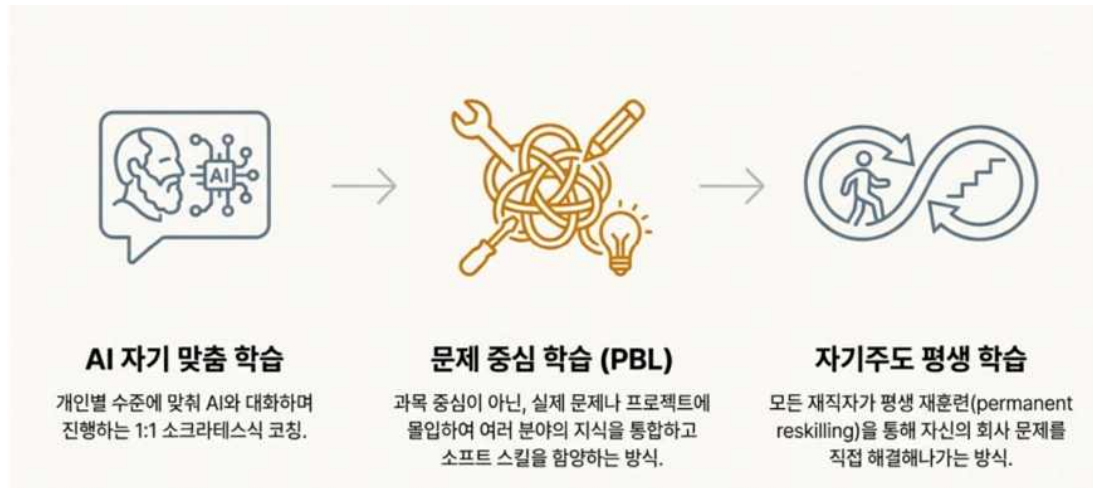 AI
AI 자기 맞춤 학습
개인별 수준에 맞춰 AI와 대화하며
진행하는 1:1 소크라테스식 코칭.
문제 중심 학습 (PBL)
과목 중심이 아닌, 실제 문제나 프로젝트에
몰입하여 여러 분야의 지식을 통합하고
소프트 스킬을 함양하는 방식.
자기주도 평생 학습
모든 재직자가 평생 재훈련(permanent
reskilling)을 통해 자신의 회사 문제를
직접 해결해나가는 방식.